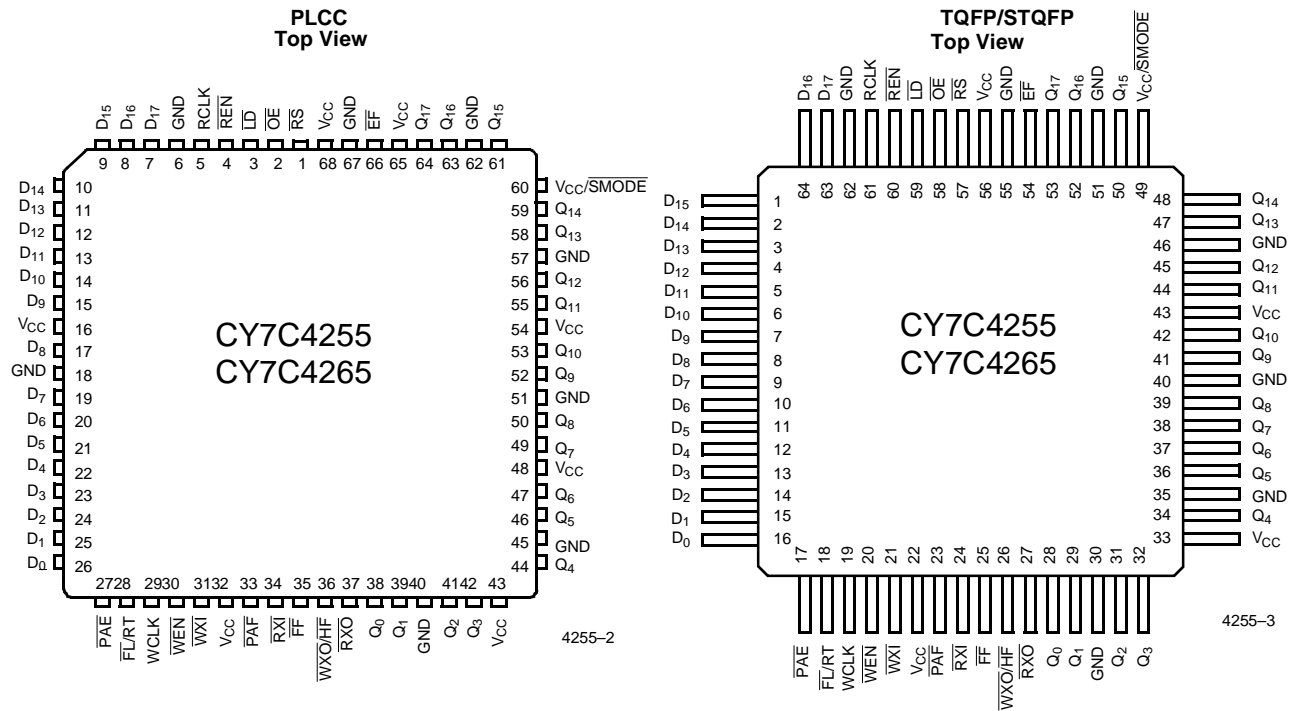 PLCC
Top View
D15 D16 D17 GND RCLK REN LD OE RS VCC GND EF VCC Q17 Q16 GND Q15
9 8 7 6 5 4 3 2 1 68 67 66 65 64 63 62 61
D14 10
D13 11
D12 12
D11 13
D10 14
D9 15
VCC 16
D8 17
GND 18
D7 19
D6 20
D5 21
D4 22
D3 23
D2 24
D1 25
D0 26
CY7C4255
CY7C4265
60 VCC/SMODE
59 Q14
58 Q13
57 GND
56 Q12
55 Q11
54 VCC
53 Q10
52 Q9
51 GND
50 Q8
49 Q7
48 VCC
47 Q6
46 Q5
45 GND
44 Q4
27 28 29 30 31 32 33 34 35 36 37 38 39 40 41 42 43
PAE FL/RT WCLK WEN WXI VCC PAF RXI FF WXO/HF RXO Q0 Q1 GND Q2 Q3 VCC
4255–2
TQFP/STQFP
Top View
D16 D17 GND RCLK REN LD OE RS VCC GND EF Q17 Q16 GND Q15 VCC/SMODE
64 63 62 61 60 59 58 57 56 55 54 53 52 51 50 49
D15 1
D14 2
D13 3
D12 4
D11 5
D10 6
D9 7
D8 8
D7 9
D6 10
D5 11
D4 12
D3 13
D2 14
D1 15
D0 16
CY7C4255
CY7C4265
48 Q14
47 Q13
46 GND
45 Q12
44 Q11
43 VCC
42 Q10
41 Q9
40 GND
39 Q8
38 Q7
37 Q6
36 Q5
35 GND
34 Q4
33 VCC
17 18 19 20 21 22 23 24 25 26 27 28 29 30 31 32
PAE FL/RT WCLK WEN WXI VCC PAF RXI FF WXO/HF RXO Q0 Q1 GND Q2 Q3
4255–3